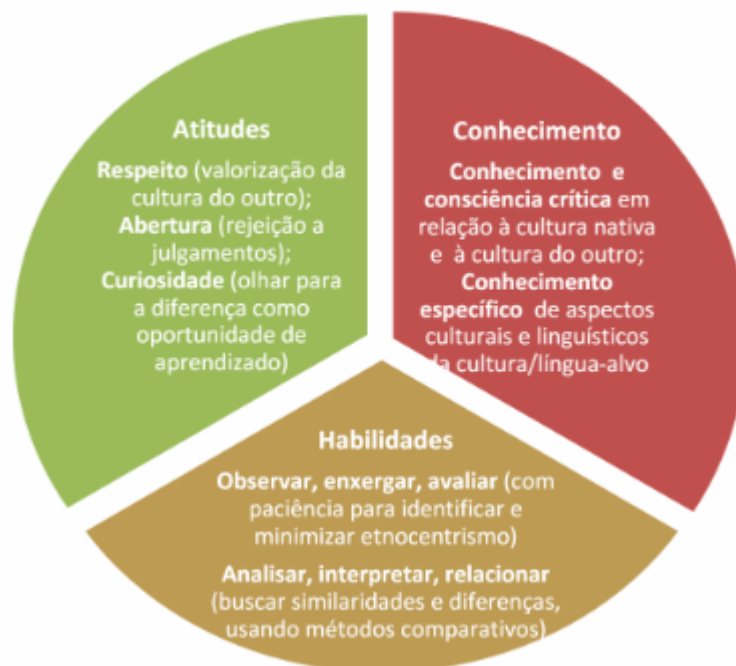 Atitudes
Respeito (valorização da
cultura do outro);
Abertura (rejeição a
julgamentos);
Curiosidade (olhar para
a diferença como
oportunidade de
aprendizado)
Conhecimento
Conhecimento e
consciência crítica em
relação à cultura nativa
e à cultura do outro;
Conhecimento
específico de aspectos
culturais e linguísticos
da cultura/língua-alvo
Habilidades
Observar, enxergar, avaliar (com
paciência para identificar e
minimizar etnocentrismo)
Analisar, interpretar, relacionar
(buscar similaridades e diferenças,
usando métodos comparativos)